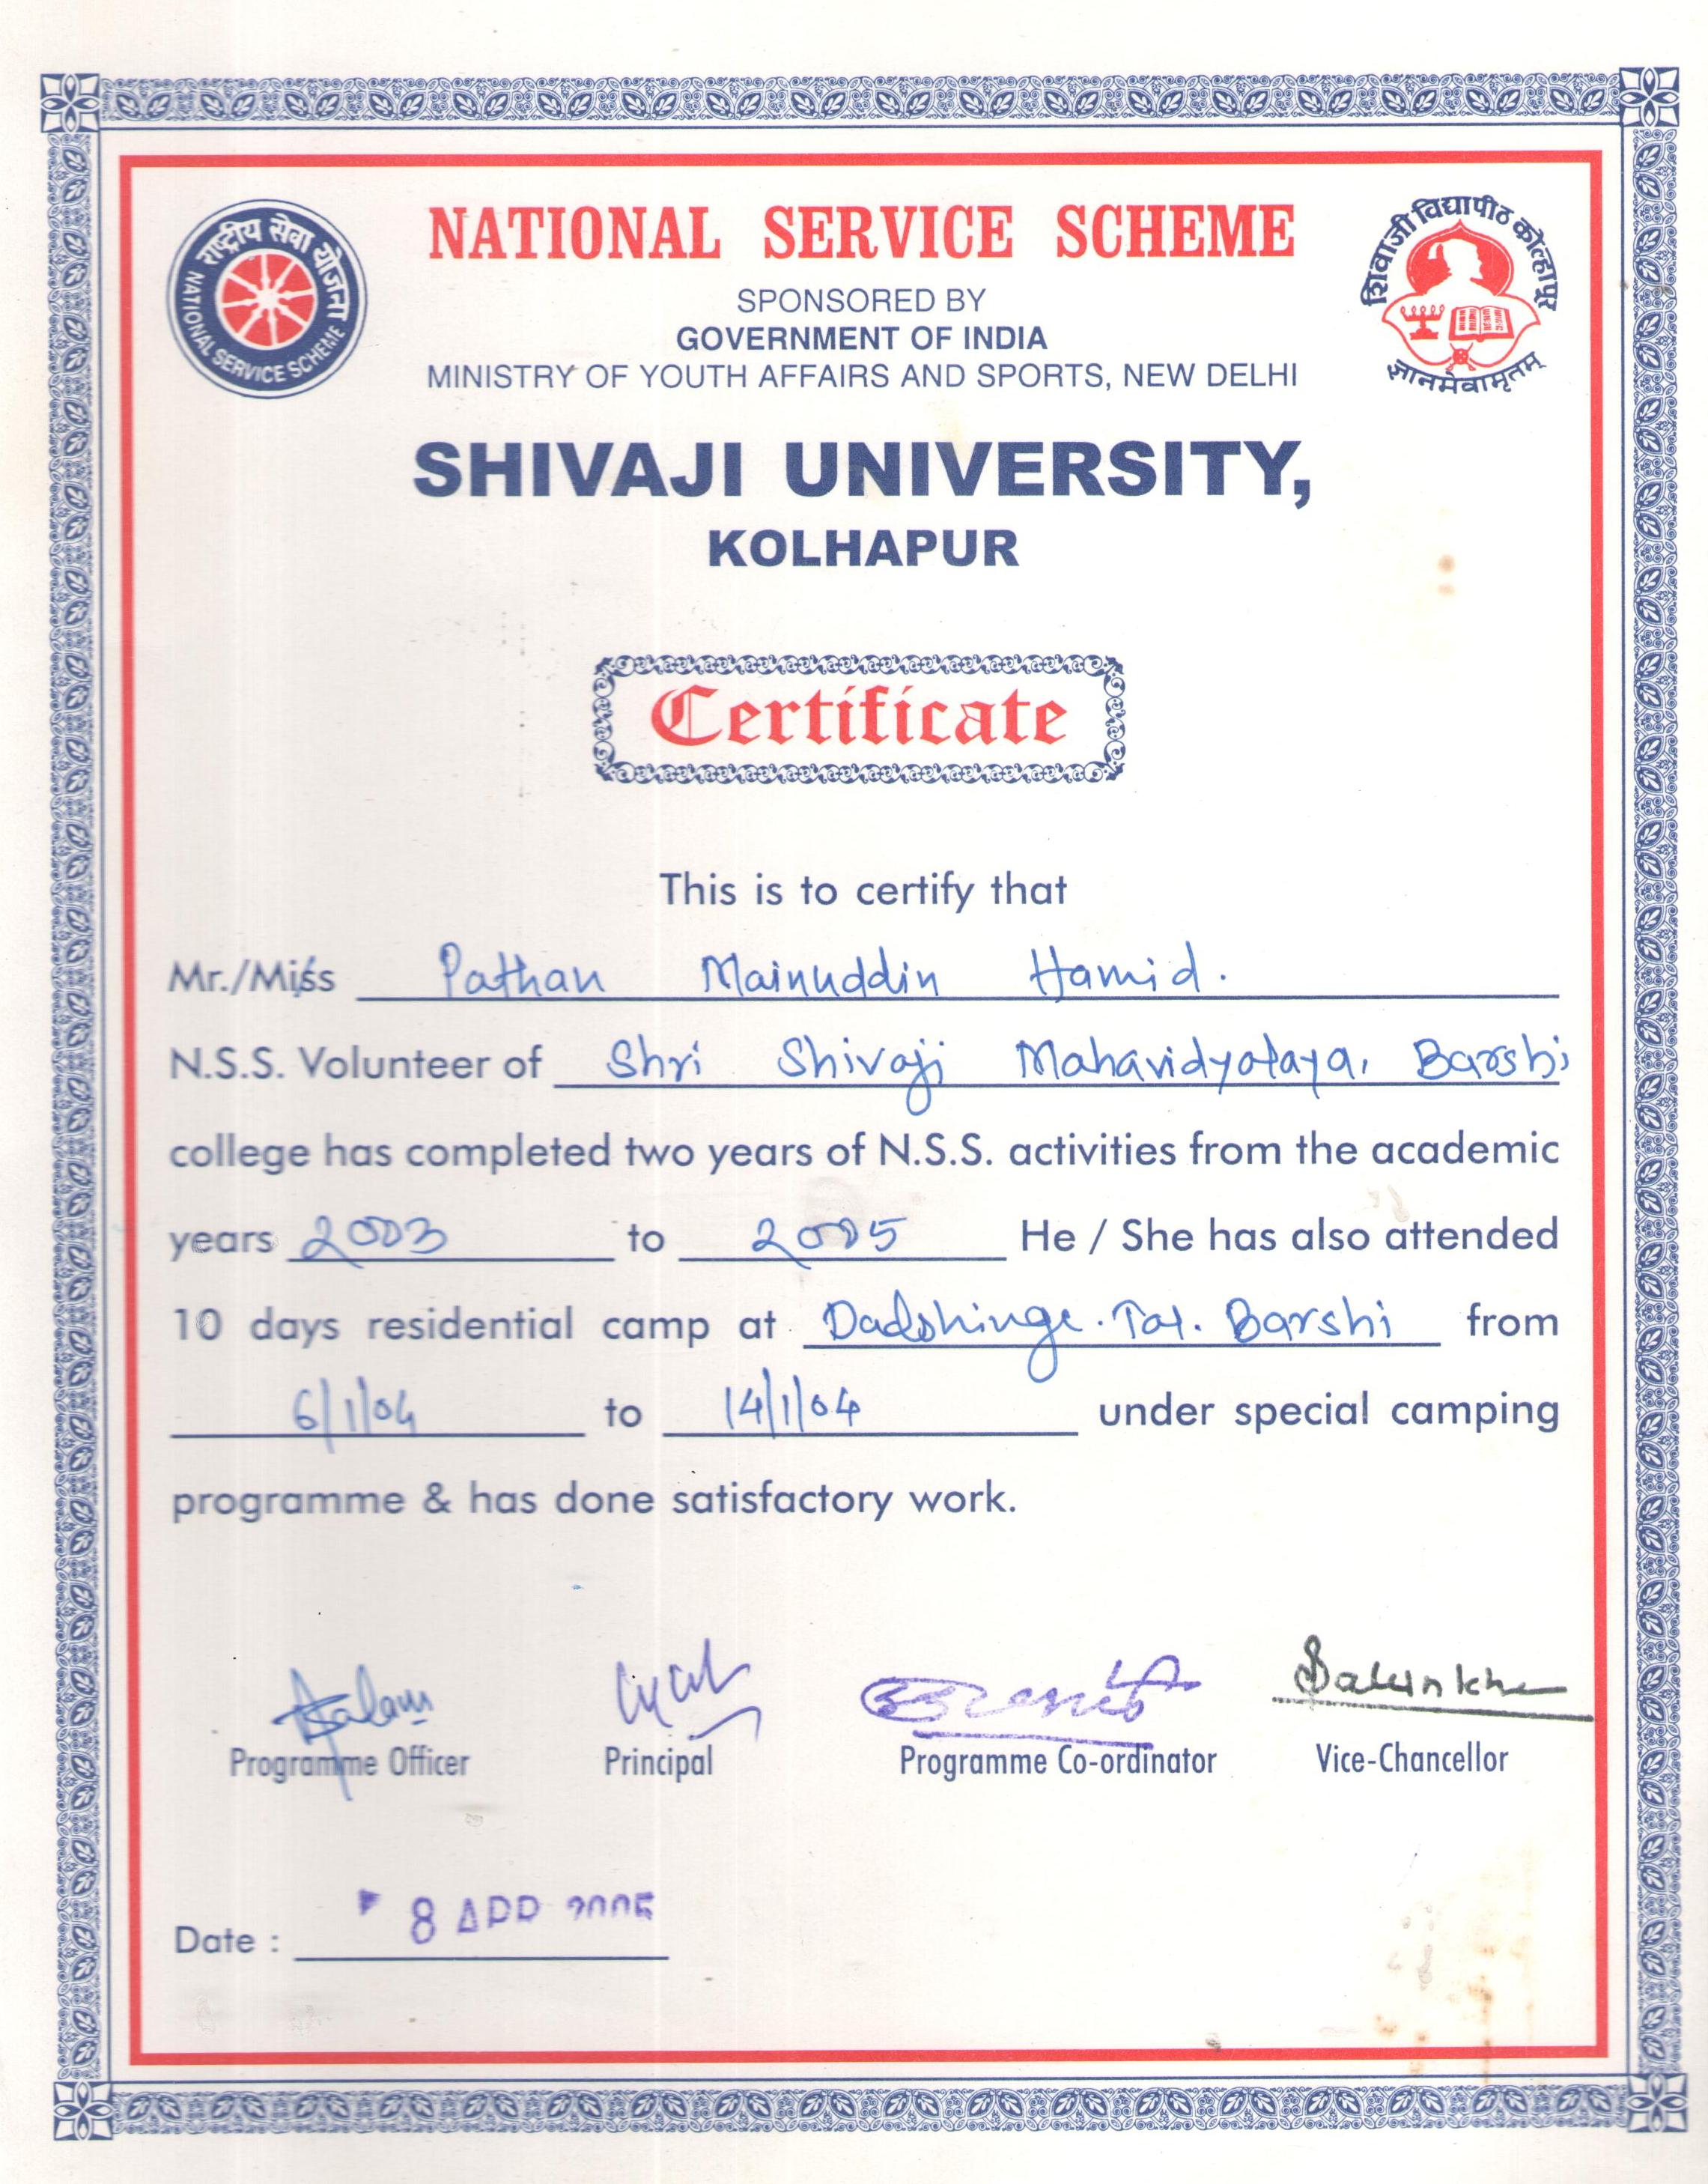 राष्ट्रीय सेवा योजना
NATIONAL SERVICE SCHEME
NATIONAL SERVICE SCHEME
SPONSORED BY
GOVERNMENT OF INDIA
MINISTRY OF YOUTH AFFAIRS AND SPORTS, NEW DELHI
शिवाजी विद्यापीठ कोल्हापूर
ज्ञानमेवामृतम्
SHIVAJI UNIVERSITY,
KOLHAPUR
Certificate
This is to certify that
Mr./Miss Pathan Mainuddin Hamid.
N.S.S. Volunteer of Shri Shivaji Mahavidyalaya, Barshi
college has completed two years of N.S.S. activities from the academic
years 2003 to 2005 He / She has also attended
10 days residential camp at Dadshinge. Tal. Barshi from
6/1/04 to 14/1/04 under special camping
programme & has done satisfactory work.
Programme Officer Principal Programme Co-ordinator Vice-Chancellor
8 APR 2005
Date :